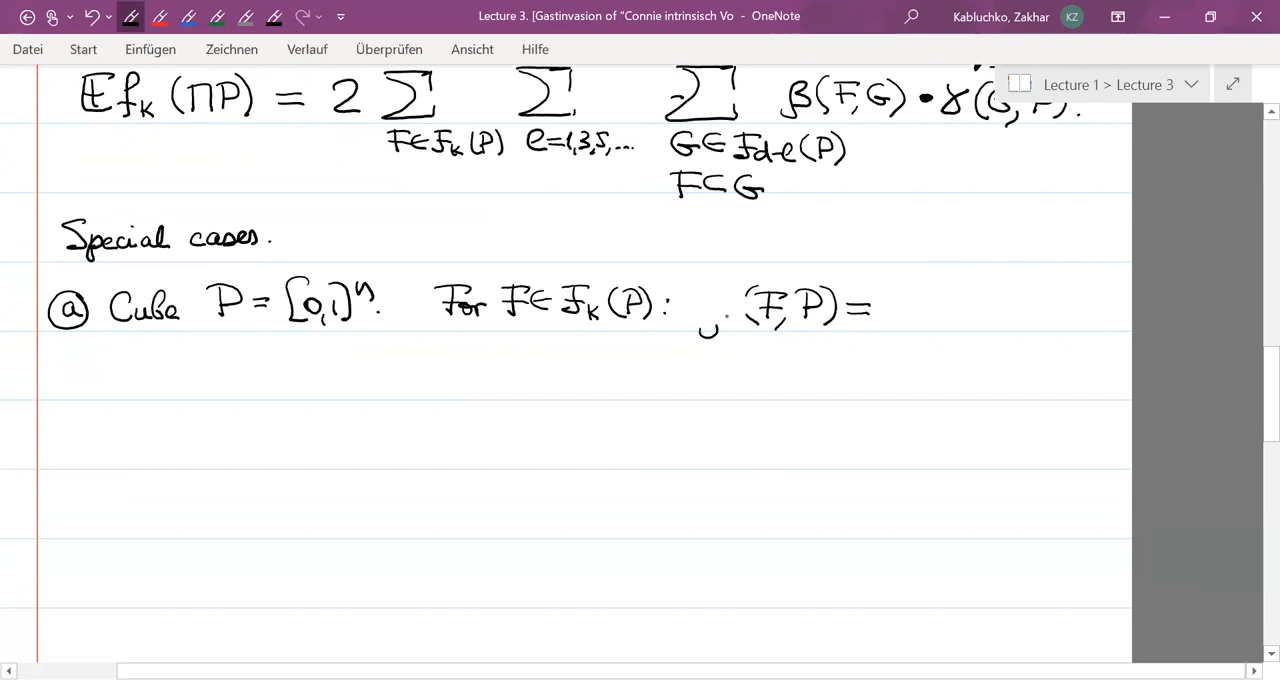 Lecture 3. [Gastinvasion of "Connie intrinsisch Vo - OneNote
Kabluchko, Zakhar KZ
Datei Start Einfügen Zeichnen Verlauf Überprüfen Ansicht Hilfe
Lecture 1 > Lecture 3
𝔼 f_k (ΠP) = 2 ∑ ∑ ∑ β(F,G) • γ(G, P).
F∈F_k(P) l=1,3,5,... G∈F_{d-l}(P)
F⊂G
Special cases.
(a) Cube P = [0,1]^n. For F∈F_k(P): (F,P) =